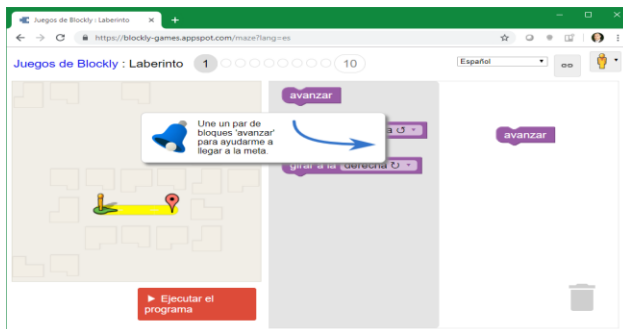 Juegos de Blockly : Laberinto
https://blockly-games.appspot.com/maze?lang=es
Juegos de Blockly : Laberinto 1 10
Español
avanzar
Une un par de
bloques 'avanzar'
para ayudarme a
llegar a la meta.
a ↺
avanzar
girar a la derecha ↻
Ejecutar el
programa